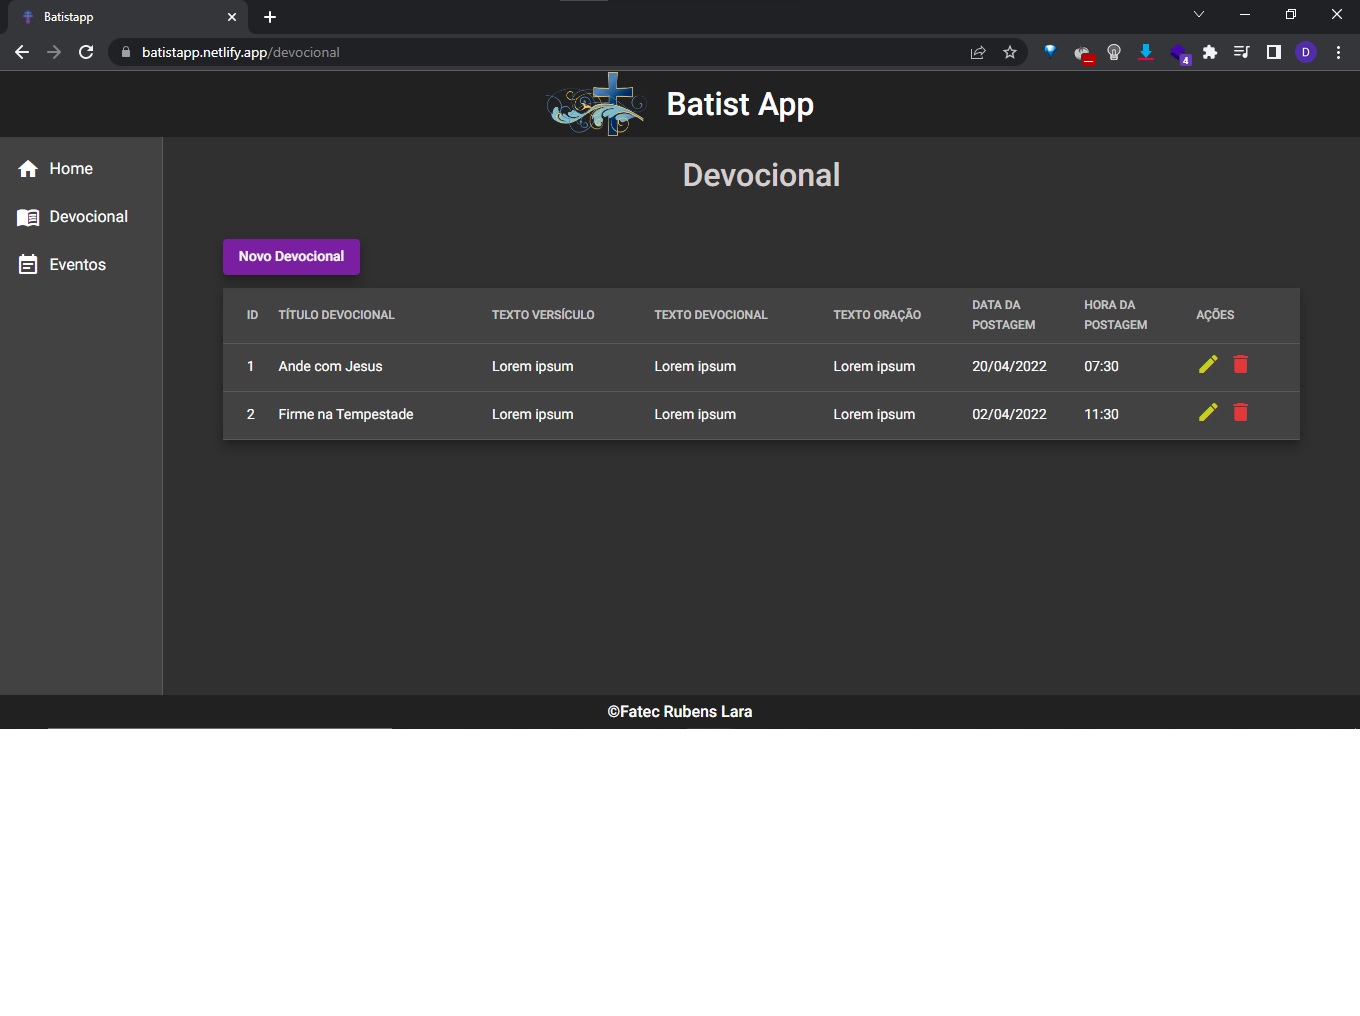 Batistapp
batistapp.netlify.app/devocional
4
D
Batist App
Home
Devocional
Eventos
Devocional
Novo Devocional
ID TÍTULO DEVOCIONAL TEXTO VERSÍCULO TEXTO DEVOCIONAL TEXTO ORAÇÃO DATA DA POSTAGEM HORA DA POSTAGEM AÇÕES
1 Ande com Jesus Lorem ipsum Lorem ipsum Lorem ipsum 20/04/2022 07:30
2 Firme na Tempestade Lorem ipsum Lorem ipsum Lorem ipsum 02/04/2022 11:30
©Fatec Rubens Lara